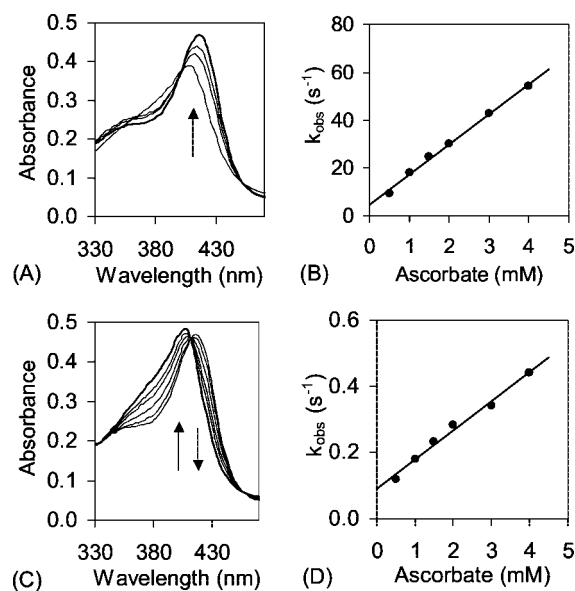 0.5
0.4
0.3
0.2
0.1
0.0
Absorbance
330 380 430
(A) Wavelength (nm)
80
60
40
20
0
k_obs (s⁻¹)
0 1 2 3 4 5
(B) Ascorbate (mM)
0.5
0.4
0.3
0.2
0.1
0.0
Absorbance
330 380 430
(C) Wavelength (nm)
0.6
0.4
0.2
0.0
k_obs (s⁻¹)
0 1 2 3 4 5
(D) Ascorbate (mM)